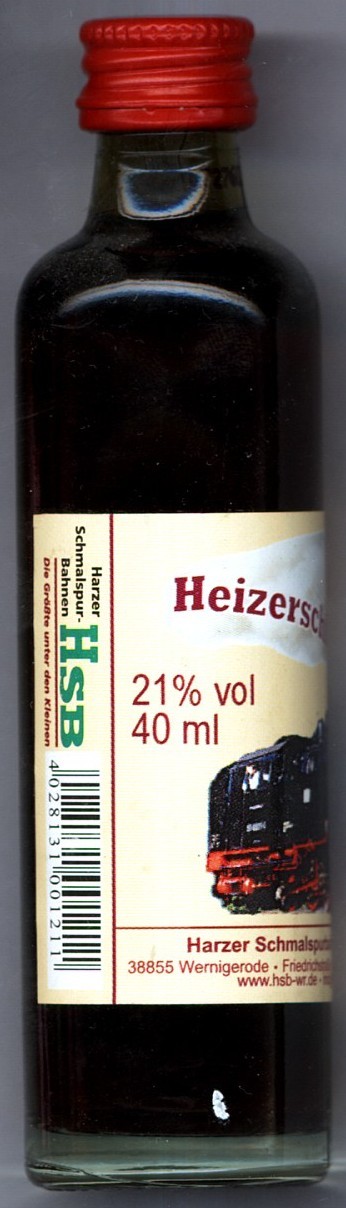 Harzer
Schmalspur-
Bahnen
HSB
Die Größte unter den Kleinen
4 028131 001211
Heizersch
21% vol
40 ml
Harzer Schmalspurba
38855 Wernigerode · Friedrichstr
www.hsb-wr.de ·